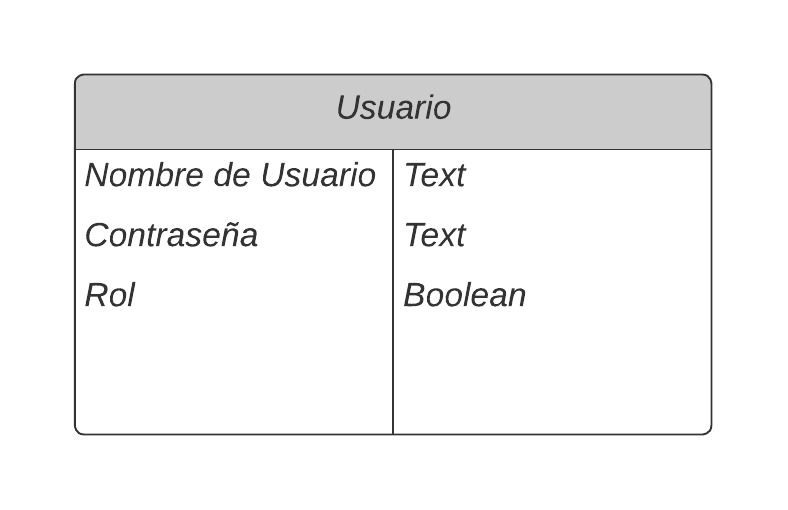 Usuario
Nombre de Usuario Text
Contraseña Text
Rol Boolean